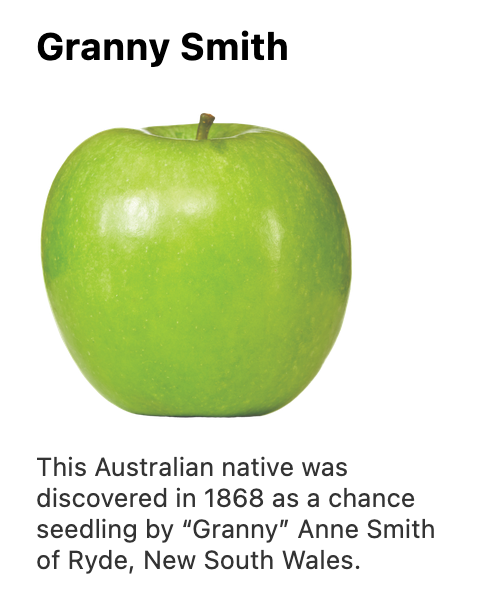 Granny Smith
This Australian native was
discovered in 1868 as a chance
seedling by “Granny” Anne Smith
of Ryde, New South Wales.